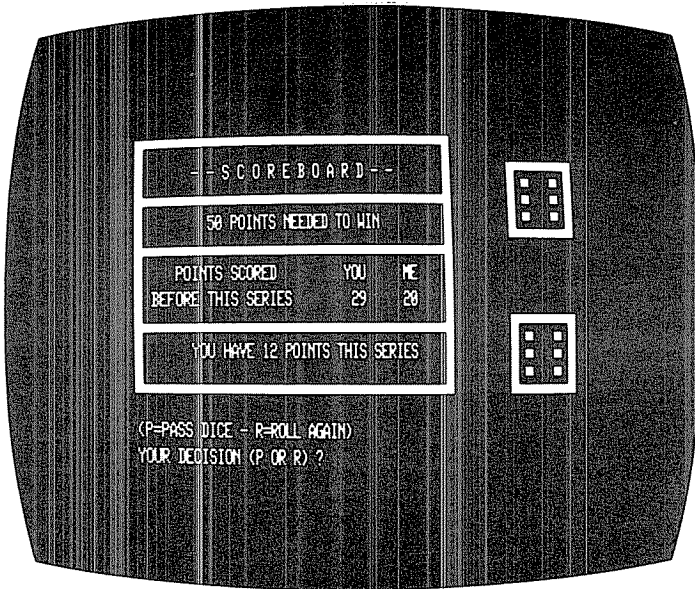 --SCOREBOARD--
50 POINTS NEEDED TO WIN
POINTS SCORED YOU ME
BEFORE THIS SERIES 29 20
YOU HAVE 12 POINTS THIS SERIES
(P=PASS DICE - R=ROLL AGAIN)
YOUR DECISION (P OR R) ?